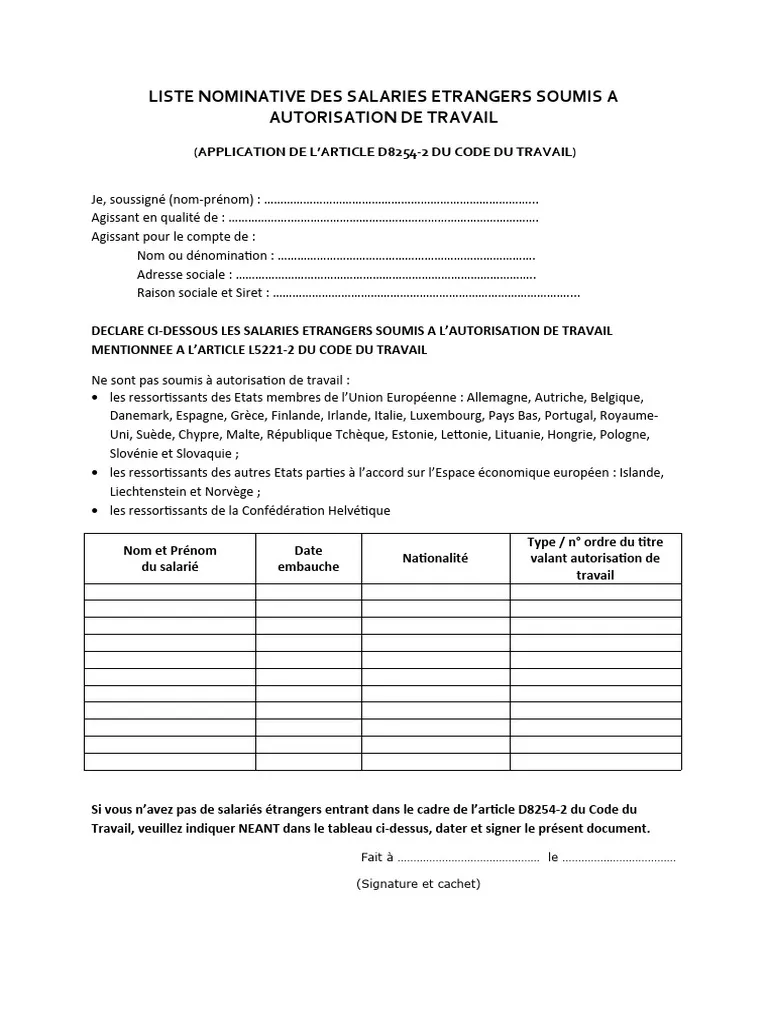 LISTE NOMINATIVE DES SALARIES ETRANGERS SOUMIS A
AUTORISATION DE TRAVAIL
(APPLICATION DE L’ARTICLE D8254-2 DU CODE DU TRAVAIL)
Je, soussigné (nom-prénom) : ………………………………………………………………………..
Agissant en qualité de : ………………………………………………………………………………….
Agissant pour le compte de :
Nom ou dénomination : …………………………………………………………………….
Adresse sociale : ………………………………………………………………………………..
Raison sociale et Siret : ………………………………………………………………………………...
DECLARE CI-DESSOUS LES SALARIES ETRANGERS SOUMIS A L’AUTORISATION DE TRAVAIL
MENTIONNEE A L’ARTICLE L5221-2 DU CODE DU TRAVAIL
Ne sont pas soumis à autorisation de travail :
• les ressortissants des Etats membres de l’Union Européenne : Allemagne, Autriche, Belgique,
Danemark, Espagne, Grèce, Finlande, Irlande, Italie, Luxembourg, Pays Bas, Portugal, Royaume-
Uni, Suède, Chypre, Malte, République Tchèque, Estonie, Lettonie, Lituanie, Hongrie, Pologne,
Slovénie et Slovaquie ;
• les ressortissants des autres Etats parties à l’accord sur l’Espace économique européen : Islande,
Liechtenstein et Norvège ;
• les ressortissants de la Confédération Helvétique
Nom et Prénom
du salarié
Date
embauche
Nationalité
Type / n° ordre du titre
valant autorisation de
travail
Si vous n’avez pas de salariés étrangers entrant dans le cadre de l’article D8254-2 du Code du
Travail, veuillez indiquer NEANT dans le tableau ci-dessus, dater et signer le présent document.
Fait à ……………………………………… le ………………………………
(Signature et cachet)